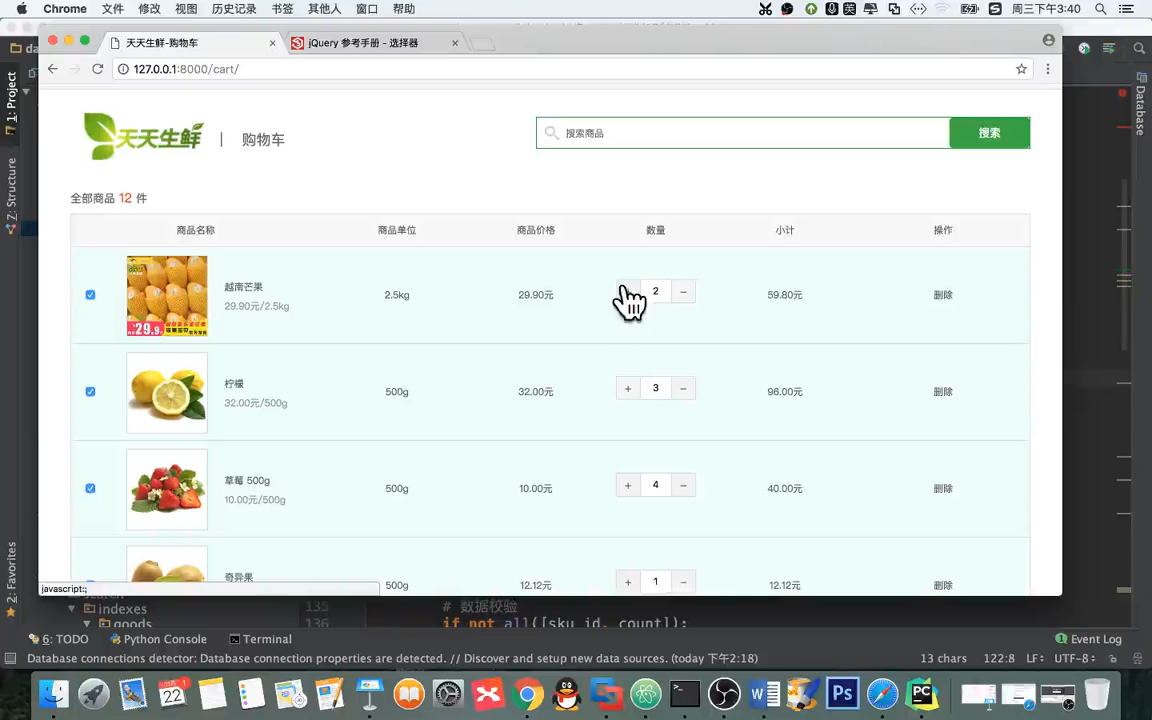 Chrome 文件 修改 视图 历史记录 书签 其他人 窗口 帮助
周三下午3:40
天天生鲜-购物车
jQuery 参考手册 - 选择器
127.0.0.1:8000/cart/
1: Project
Z: Structure
2: Favorites
Database
天天生鲜 | 购物车
搜索商品
搜索
全部商品 12 件
商品名称 商品单位 商品价格 数量 小计 操作
越南芒果
29.90元/2.5kg
2.5kg 29.90元 2 − 59.80元 删除
柠檬
32.00元/500g
500g 32.00元 + 3 − 96.00元 删除
草莓 500g
10.00元/500g
500g 10.00元 + 4 − 40.00元 删除
奇异果
500g 12.12元 + 1 − 12.12元 删除
javascript:;
indexes
goods
135 # 数据校验
136 if not all([sku_id, count]):
6: TODO Python Console Terminal
1 Event Log
Database connections detector: Database connection properties are detected. // Discover and setup new data sources. (today 下午2:18)
13 chars 122:8 LF÷ UTF-8÷